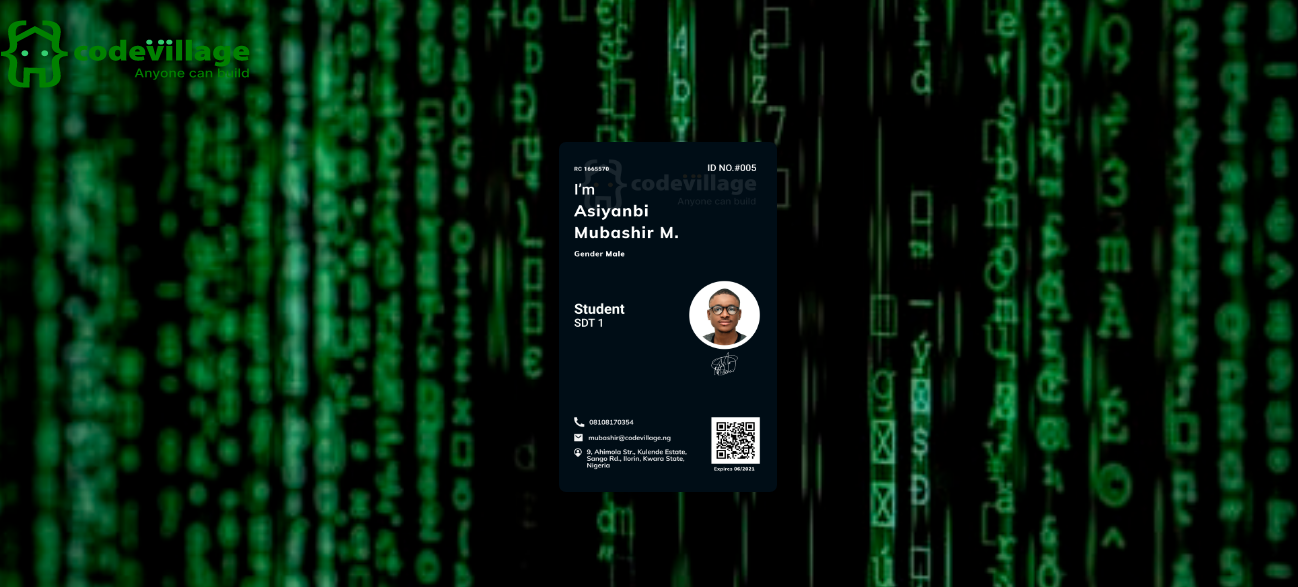 codevillage
Anyone can build
RC 1665570
ID NO.#005
codevillage
Anyone can build
I'm
Asiyanbi
Mubashir M.
Gender Male
Student
SDT 1
08108170354
mubashir@codevillage.ng
9, Ahimola Str., Kulende Estate,
Sango Rd., Ilorin, Kwara State,
Nigeria
Expires 06/2021